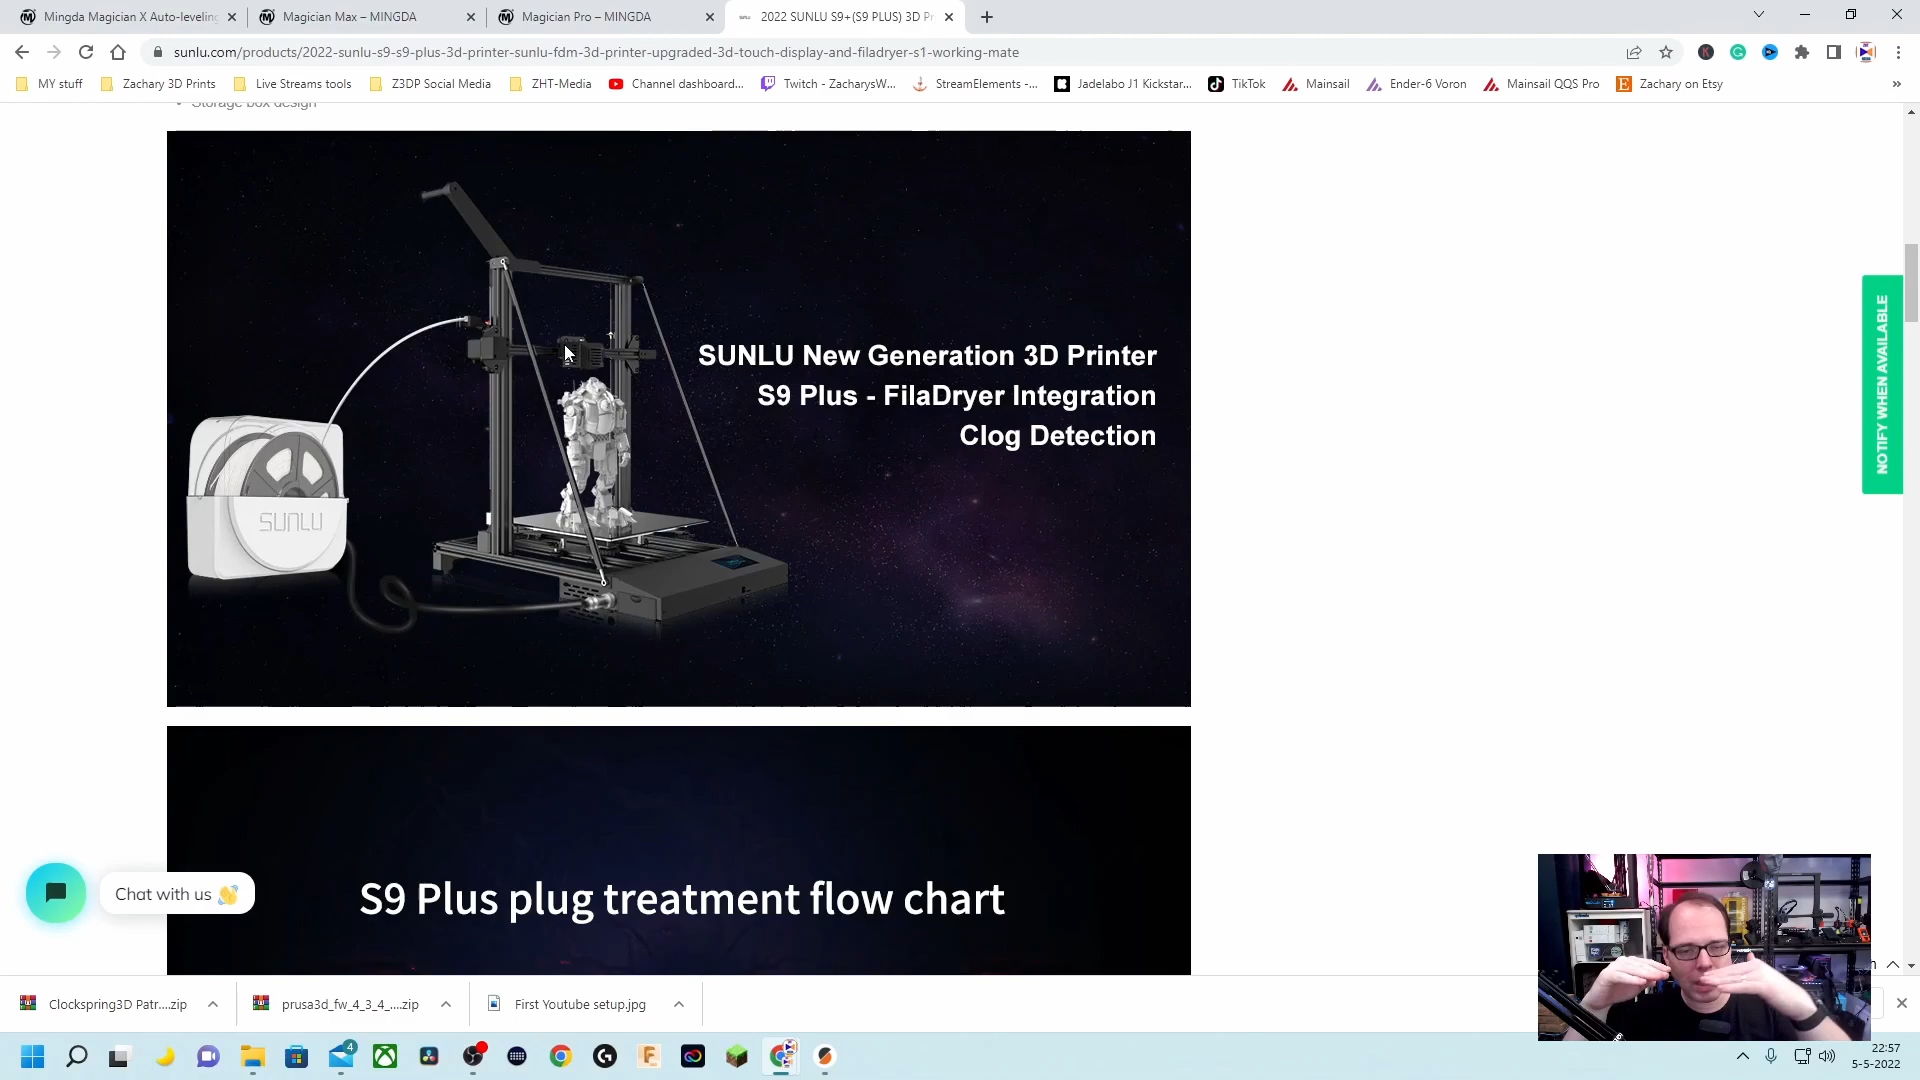 Mingda Magician X Auto-leveling
Magician Max – MINGDA
Magician Pro – MINGDA
2022 SUNLU S9+(S9 PLUS) 3D Pr
sunlu.com/products/2022-sunlu-s9-s9-plus-3d-printer-sunlu-fdm-3d-printer-upgraded-3d-touch-display-and-filadryer-s1-working-mate
MY stuff
Zachary 3D Prints
Live Streams tools
Z3DP Social Media
ZHT-Media
Channel dashboard...
Twitch - ZacharysW...
StreamElements -...
Jadelabo J1 Kickstar...
TikTok
Mainsail
Ender-6 Voron
Mainsail QQS Pro
Zachary on Etsy
»
Storage box design
SUNLU New Generation 3D Printer
S9 Plus - FilaDryer Integration
Clog Detection
SUNLU
NOTIFY WHEN AVAILABLE
S9 Plus plug treatment flow chart
Chat with us 👋
Clockspring3D Patr....zip
prusa3d_fw_4_3_4_....zip
First Youtube setup.jpg
4
22:57
5-5-2022